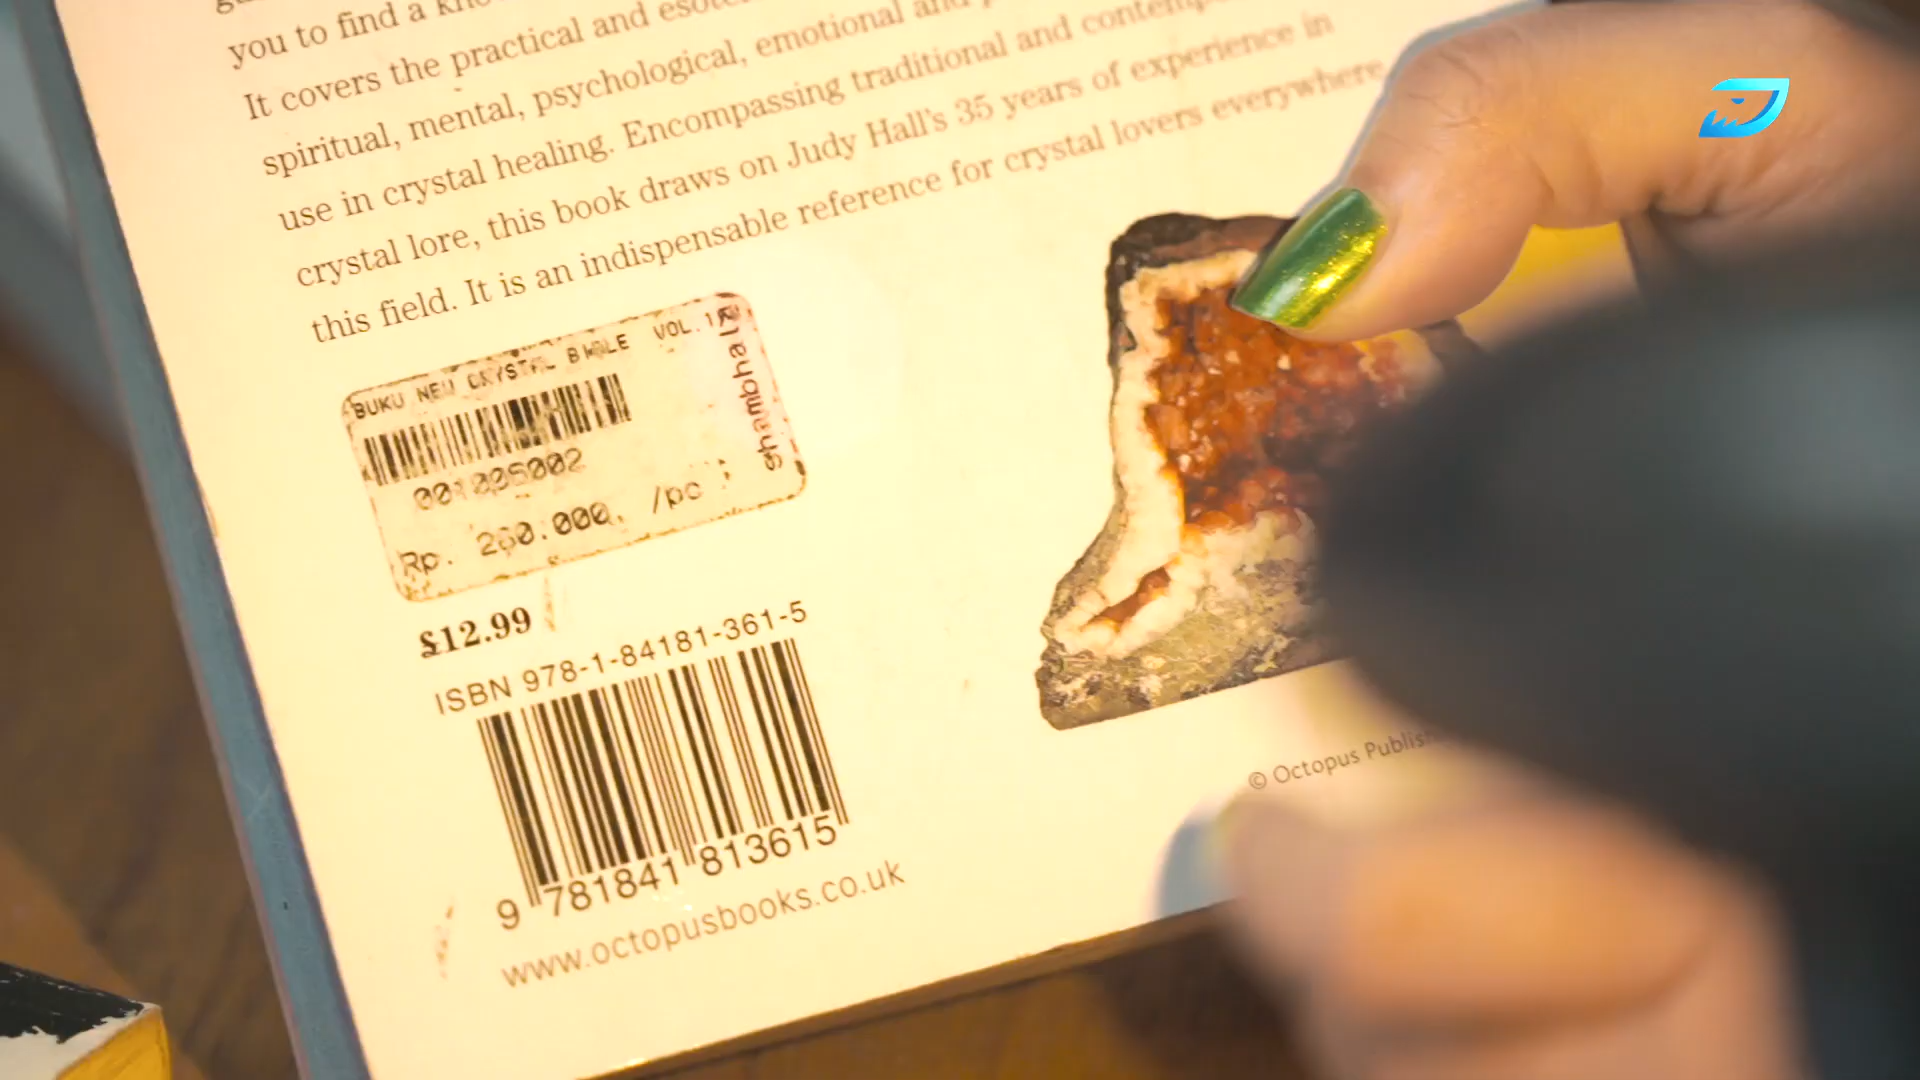 you to find a
It covers the practical and
spiritual, mental, psychological, emotional and
use in crystal healing. Encompassing traditional and
crystal lore, this book draws on Judy Hall's 35 years of experience in
this field. It is an indispensable reference for crystal lovers everywhere
BUKU NEW CRYSTAL VOL.
Shambhala
001005002
Rp. /pc
$12.99
ISBN 978-1-84181-361-5
9 781841 813615
www.octopusbooks.co.uk
© Octopus